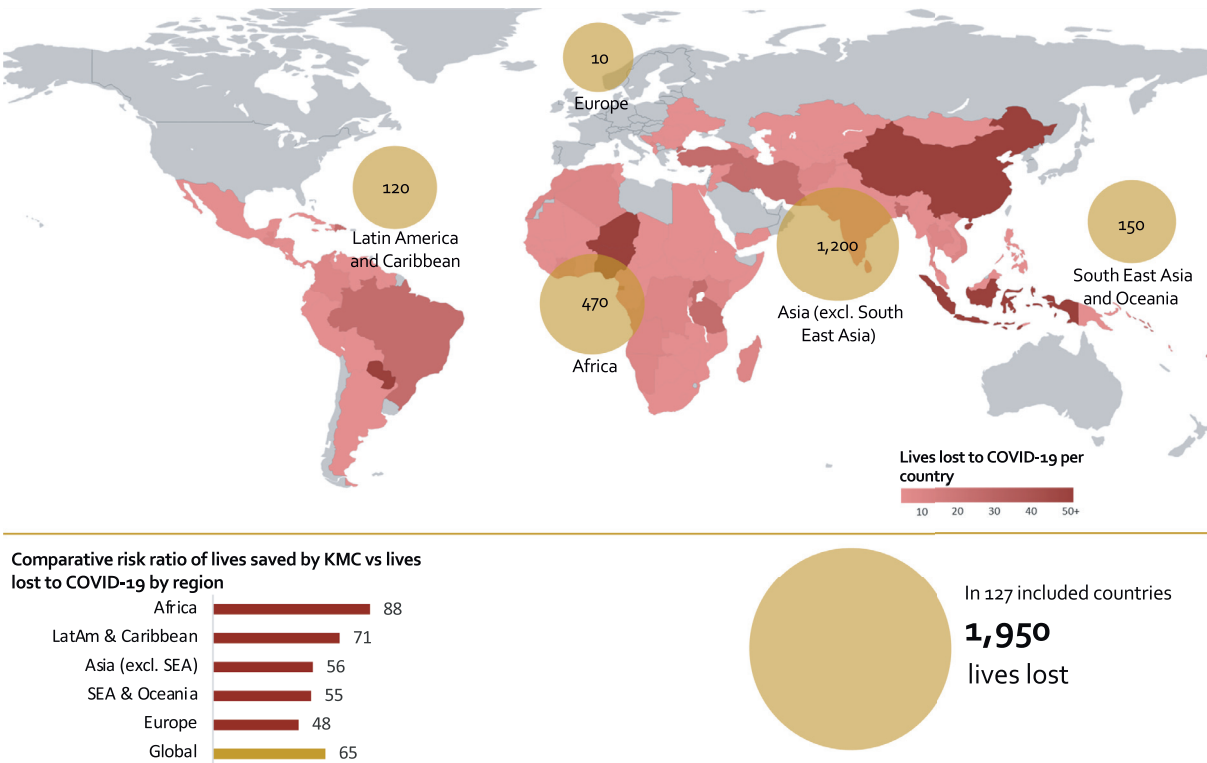 10
Europe
120
Latin America
and Caribbean
470
Africa
1,200
Asia (excl. South
East Asia)
150
South East Asia
and Oceania
Lives lost to COVID-19 per
country
10 20 30 40 50+
Comparative risk ratio of lives saved by KMC vs lives
lost to COVID-19 by region
Africa 88
LatAm & Caribbean 71
Asia (excl. SEA) 56
SEA & Oceania 55
Europe 48
Global 65
In 127 included countries
1,950
lives lost